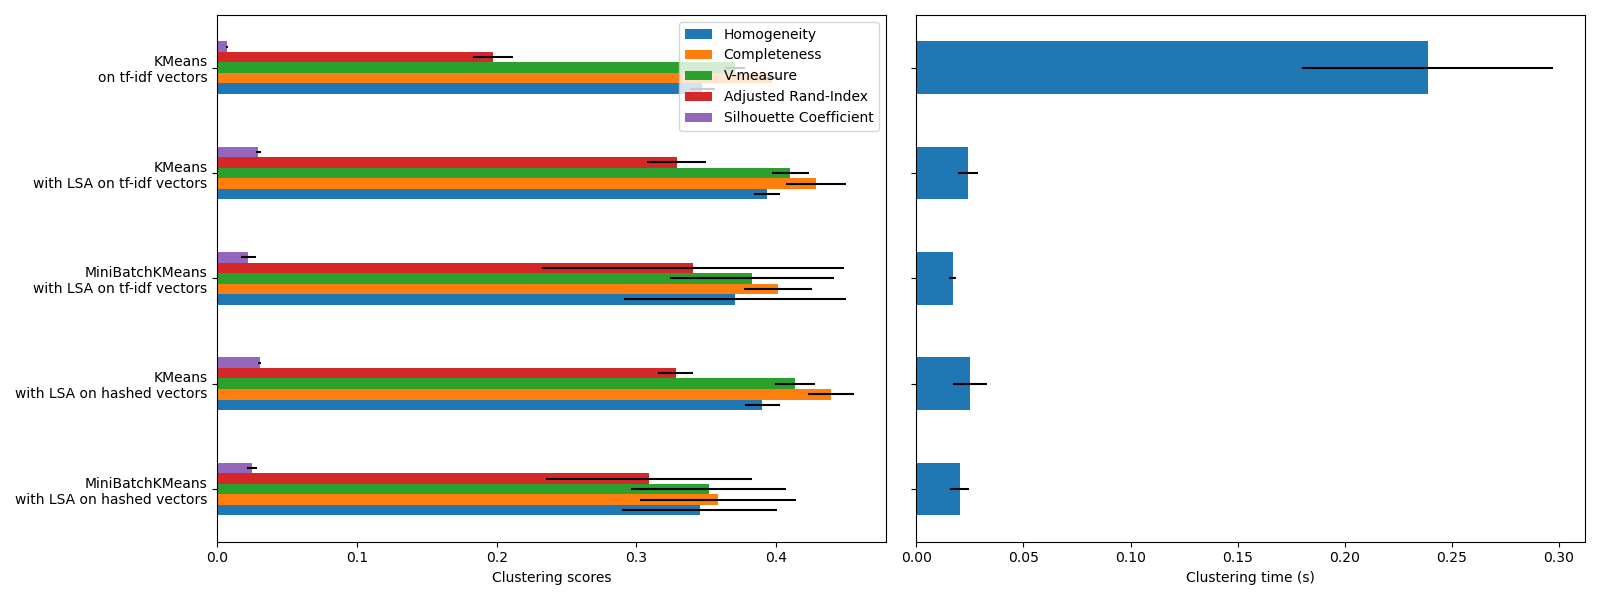 Homogeneity
Completeness
V-measure
Adjusted Rand-Index
Silhouette Coefficient
KMeans
on tf-idf vectors
KMeans
with LSA on tf-idf vectors
MiniBatchKMeans
with LSA on tf-idf vectors
KMeans
with LSA on hashed vectors
MiniBatchKMeans
with LSA on hashed vectors
0.0 0.1 0.2 0.3 0.4
Clustering scores
0.00 0.05 0.10 0.15 0.20 0.25 0.30
Clustering time (s)